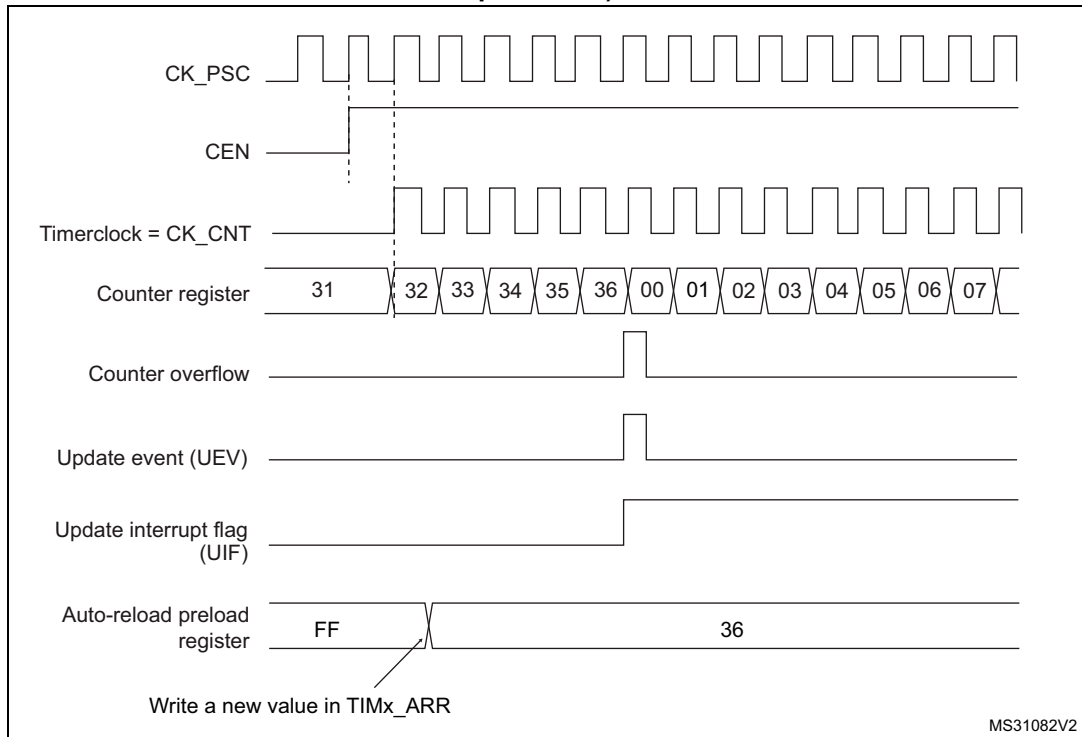 CK_PSC
CEN
Timerclock = CK_CNT
Counter register 31 32 33 34 35 36 00 01 02 03 04 05 06 07
Counter overflow
Update event (UEV)
Update interrupt flag
(UIF)
Auto-reload preload
register
FF 36
Write a new value in TIMx_ARR
MS31082V2